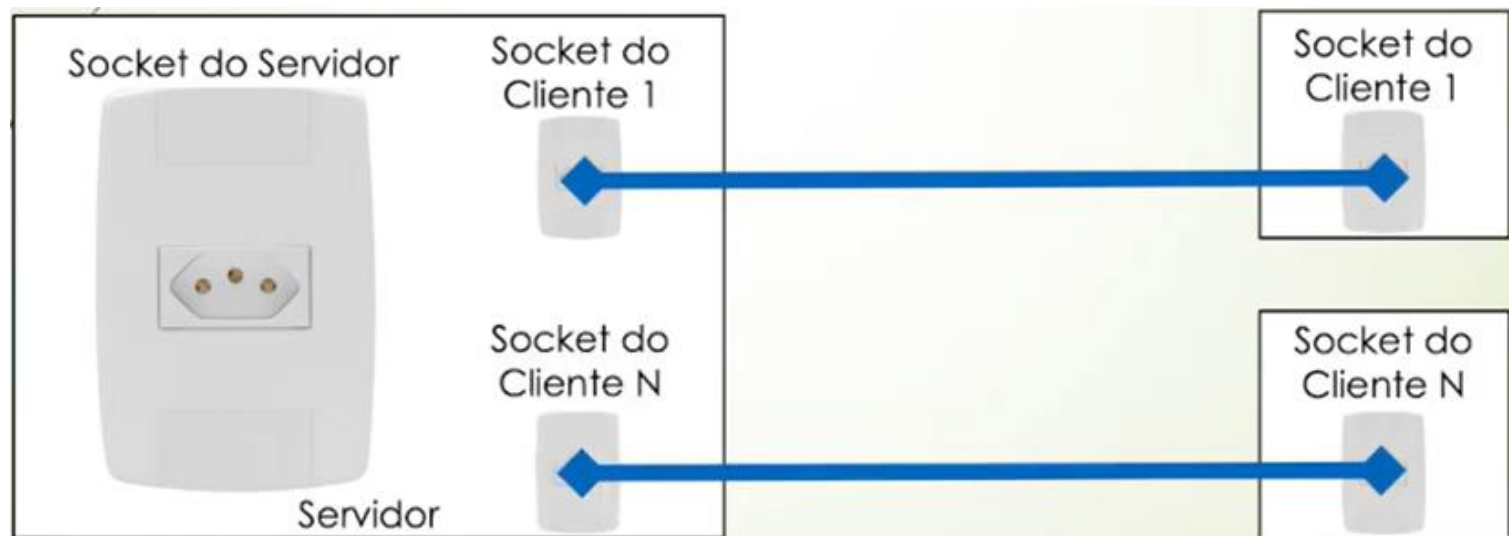 Socket do Servidor
Socket do
Cliente 1
Socket do
Cliente 1
Socket do
Cliente N
Socket do
Cliente N
Servidor